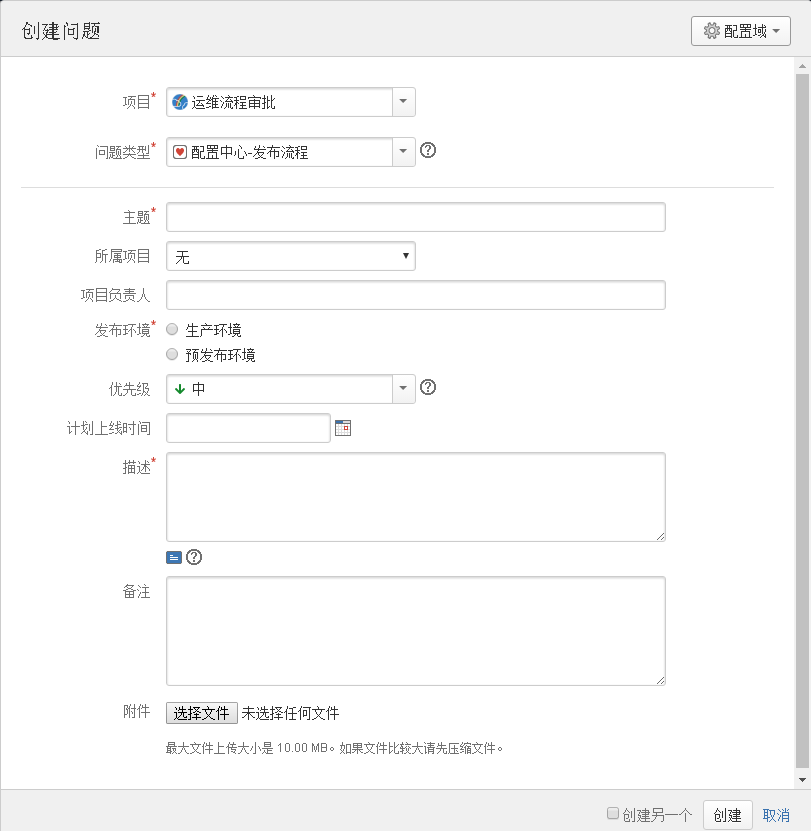 创建问题
配置域
项目*
运维流程审批
问题类型*
配置中心-发布流程
主题*
所属项目
无
项目负责人
发布环境*
生产环境
预发布环境
优先级
中
计划上线时间
描述*
备注
附件
选择文件 未选择任何文件
最大文件上传大小是 10.00 MB。如果文件比较大请先压缩文件。
创建另一个
创建
取消